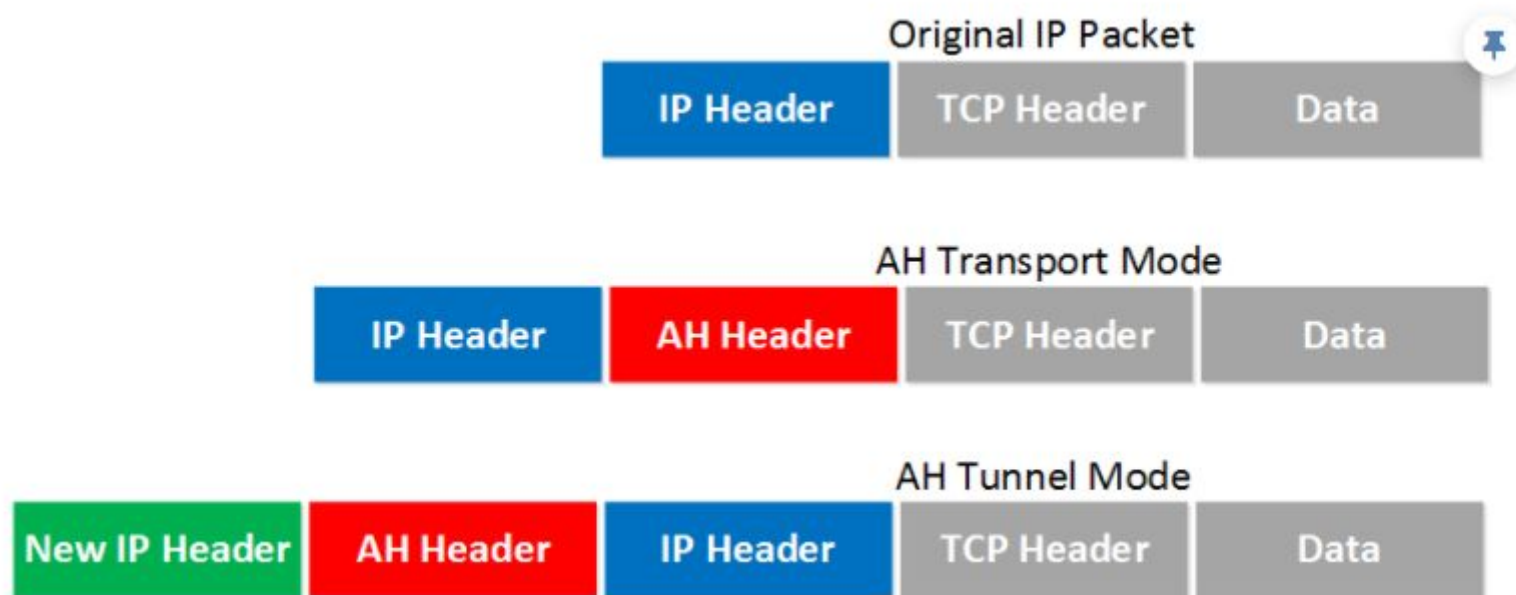 Original IP Packet
IP Header TCP Header Data
AH Transport Mode
IP Header AH Header TCP Header Data
AH Tunnel Mode
New IP Header AH Header IP Header TCP Header Data